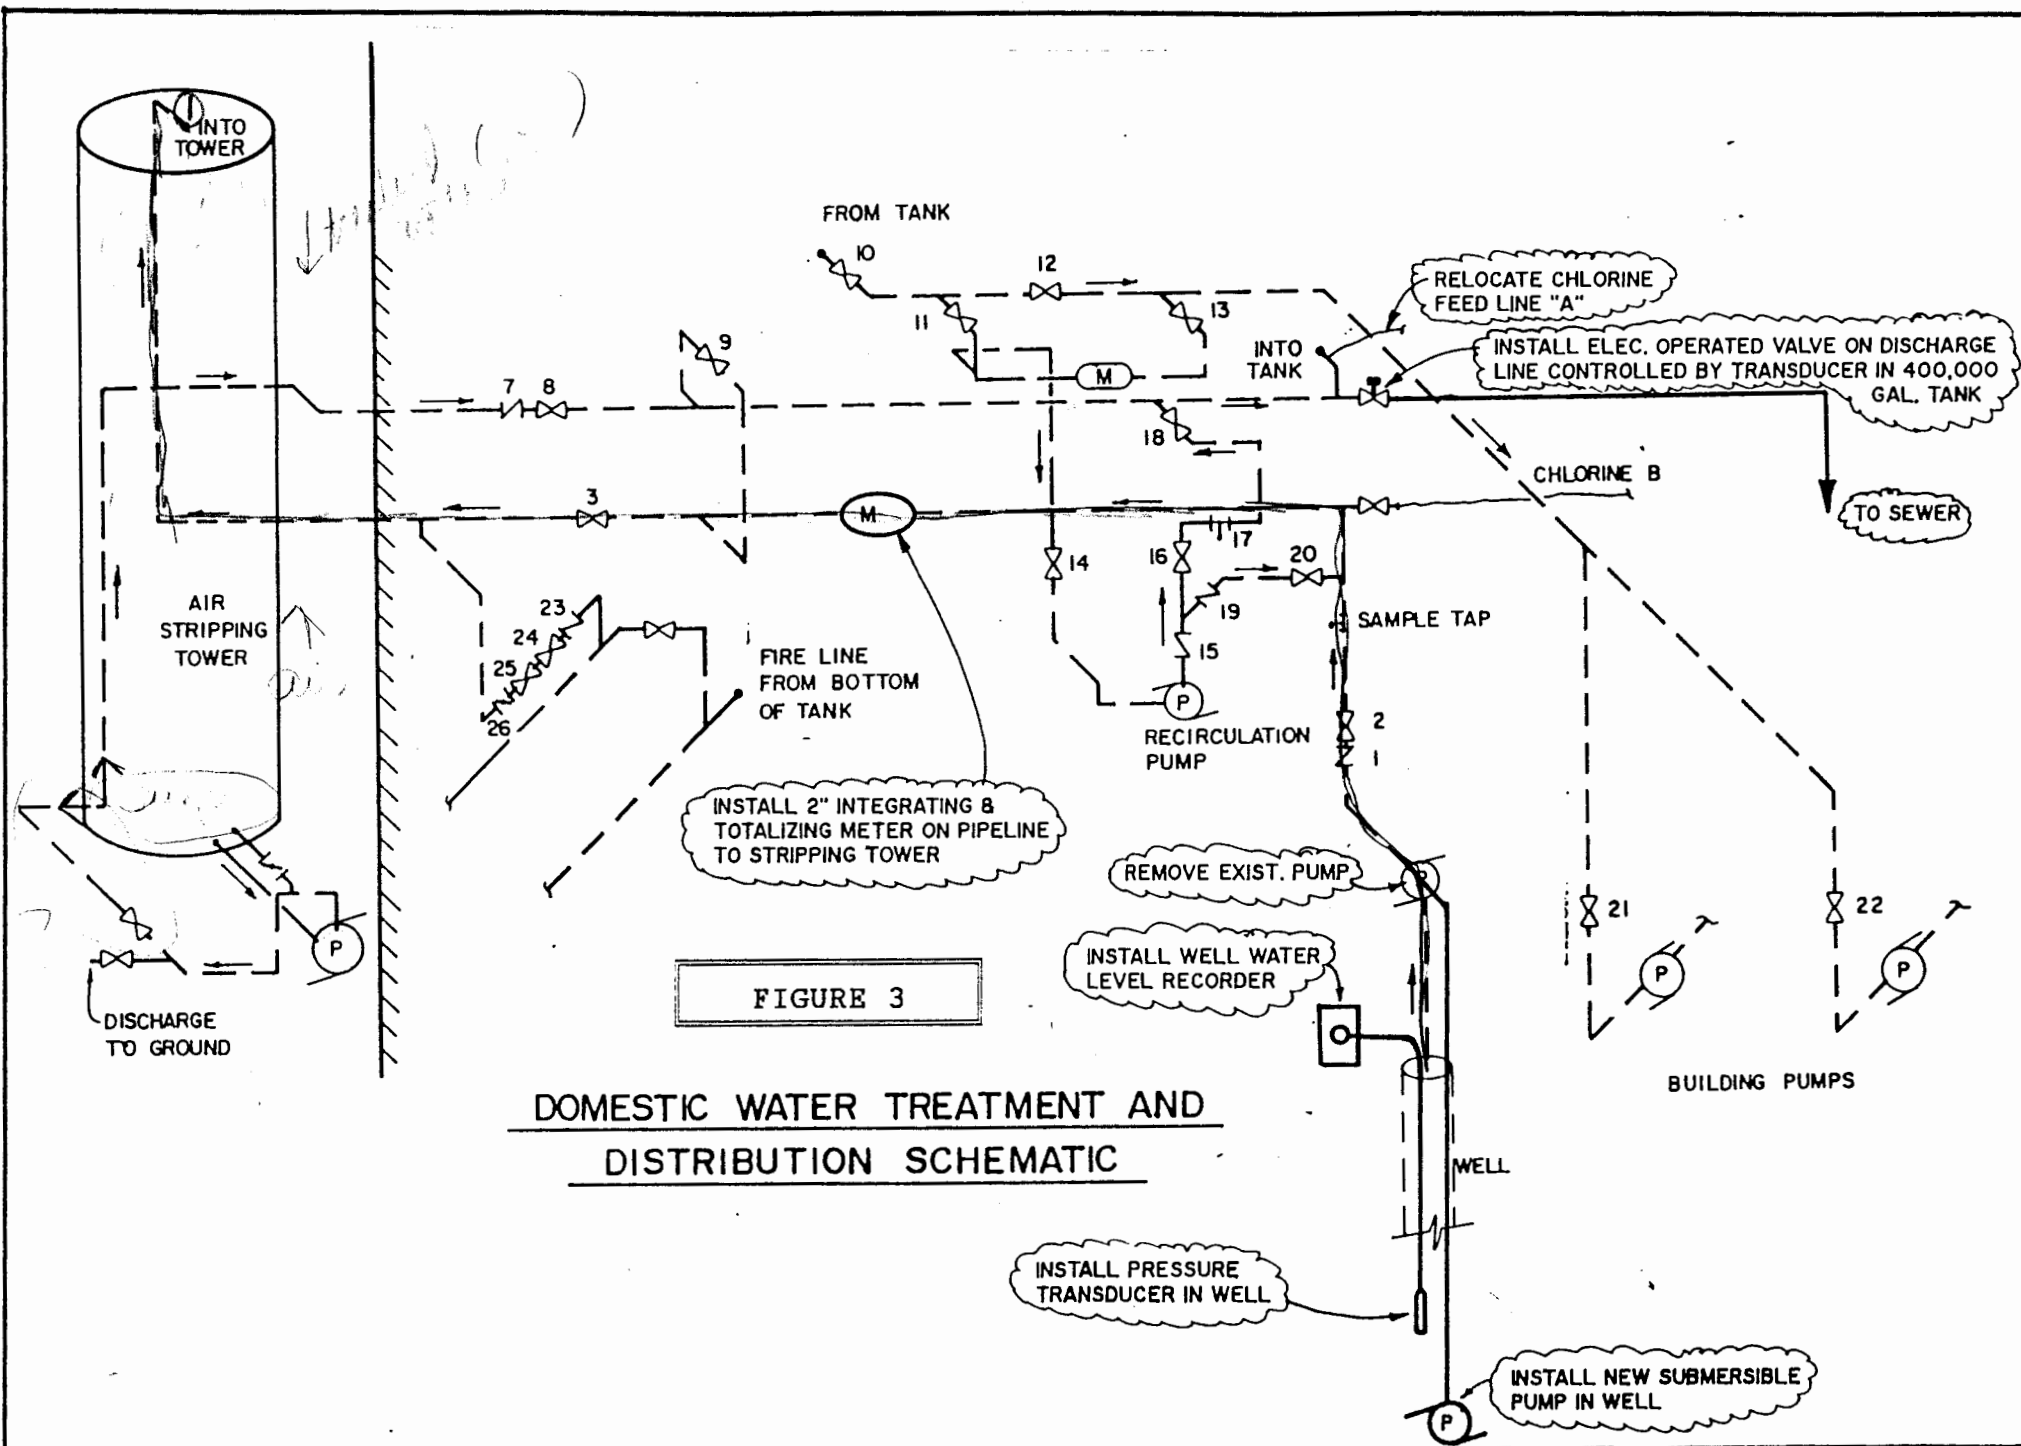 INTO
TOWER
FROM TANK
10
12
11
13
RELOCATE CHLORINE
FEED LINE "A"
INTO
TANK
INSTALL ELEC. OPERATED VALVE ON DISCHARGE
LINE CONTROLLED BY TRANSDUCER IN 400,000
GAL. TANK
9
M
7
8
18
CHLORINE B
TO SEWER
3
M
14
16
17
20
19
15
AIR
STRIPPING
TOWER
23
24
25
26
FIRE LINE
FROM BOTTOM
OF TANK
SAMPLE TAP
P
RECIRCULATION
PUMP
2
1
INSTALL 2" INTEGRATING &
TOTALIZING METER ON PIPELINE
TO STRIPPING TOWER
REMOVE EXIST. PUMP
P
21
22
P
P
P
INSTALL WELL WATER
LEVEL RECORDER
FIGURE 3
DISCHARGE
TO GROUND
BUILDING PUMPS
DOMESTIC WATER TREATMENT AND
DISTRIBUTION SCHEMATIC
WELL
INSTALL PRESSURE
TRANSDUCER IN WELL
INSTALL NEW SUBMERSIBLE
PUMP IN WELL
P